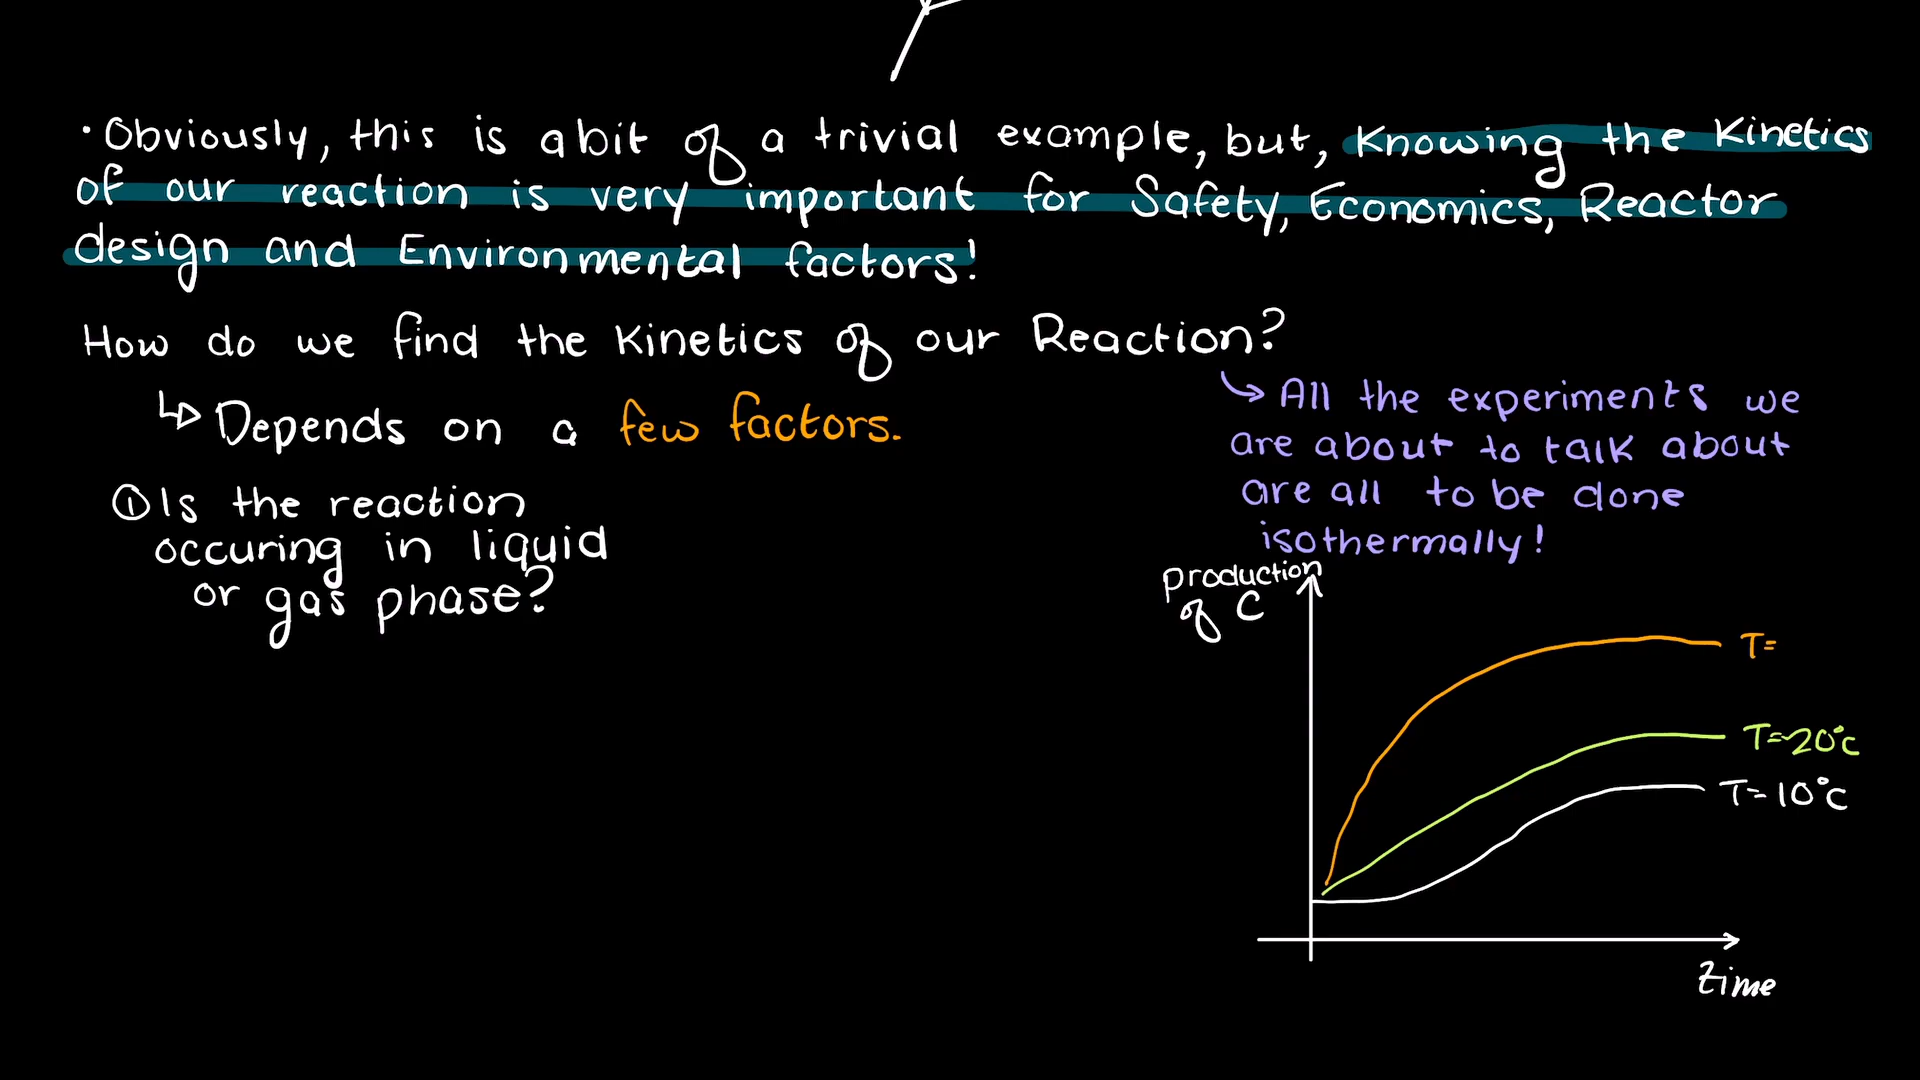 · Obviously, this is a bit of a trivial example, but, Knowing the Kinetics
of our reaction is very important for Safety, Economics, Reactor
design and Environmental factors!
How do we find the Kinetics of our Reaction?
↳ Depends on a few factors.
↳ All the experiments we
are about to talk about
are all to be done
isothermally!
① Is the reaction
occuring in liquid
or gas phase?
production
of C
T=
T=20°C
T=10°C
time